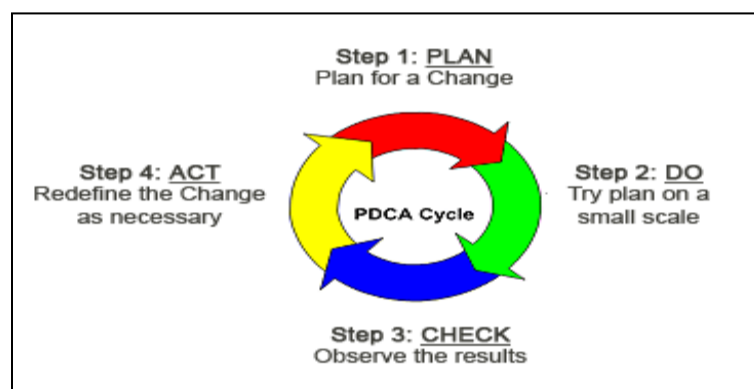 Step 1: PLAN
Plan for a Change
Step 4: ACT
Redefine the Change
as necessary
PDCA Cycle
Step 2: DO
Try plan on a
small scale
Step 3: CHECK
Observe the results